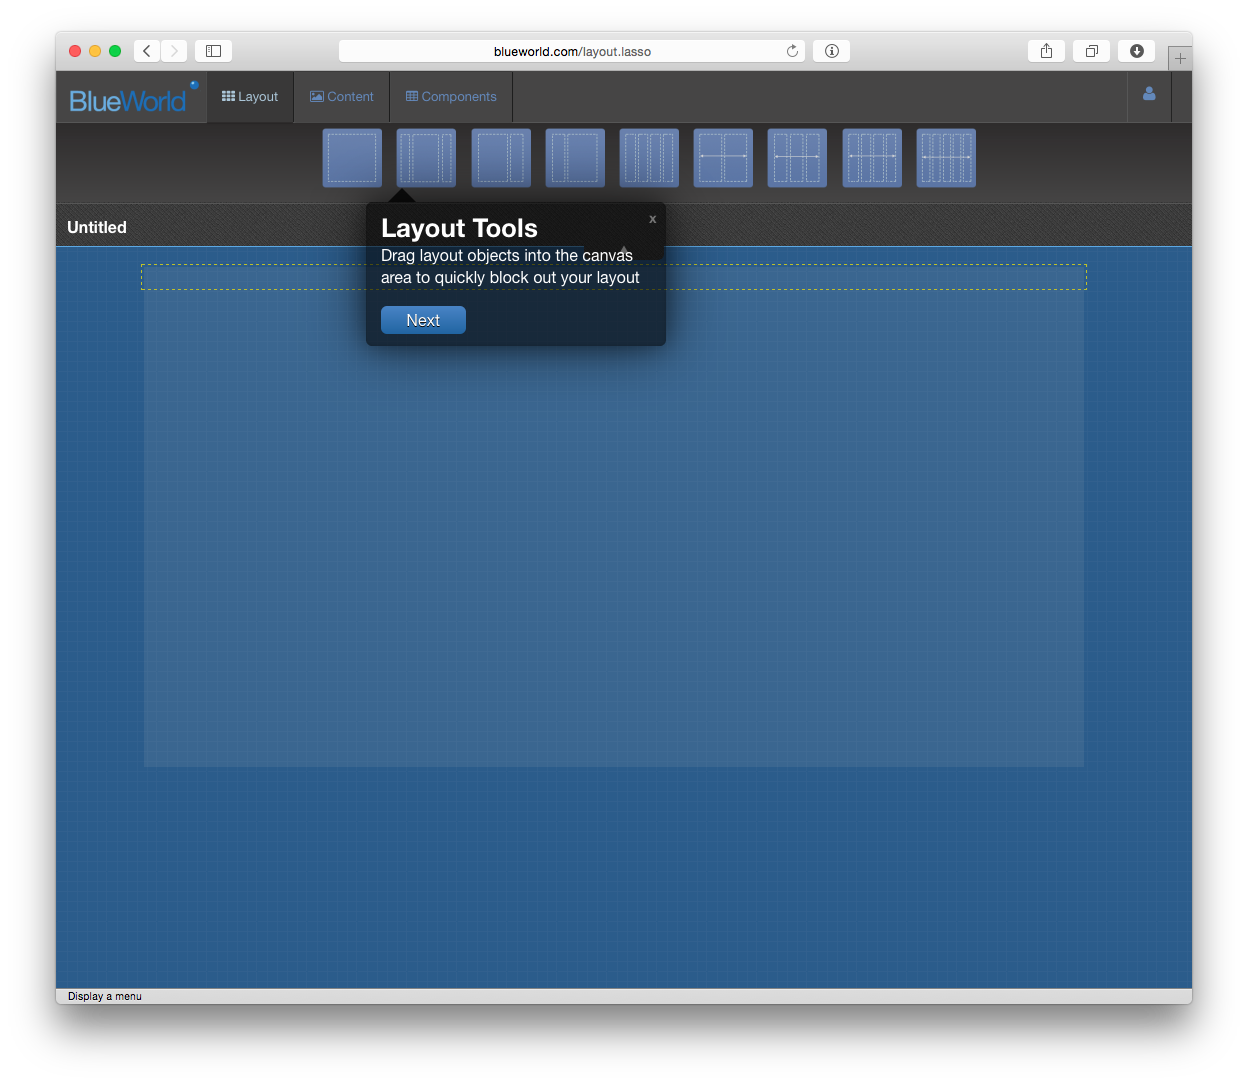 blueworld.com/layout.lasso
BlueWorld Layout Content Components
Untitled
Layout Tools x
Drag layout objects into the canvas
area to quickly block out your layout
Next
Display a menu